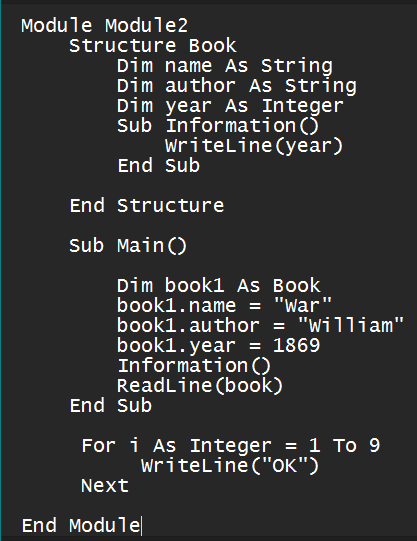 Module Module2
    Structure Book
        Dim name As String
        Dim author As String
        Dim year As Integer
        Sub Information()
            WriteLine(year)
        End Sub

    End Structure

    Sub Main()

        Dim book1 As Book
        book1.name = "War"
        book1.author = "William"
        book1.year = 1869
        Information()
        ReadLine(book)
    End Sub

     For i As Integer = 1 To 9
          WriteLine("OK")
     Next

End Module